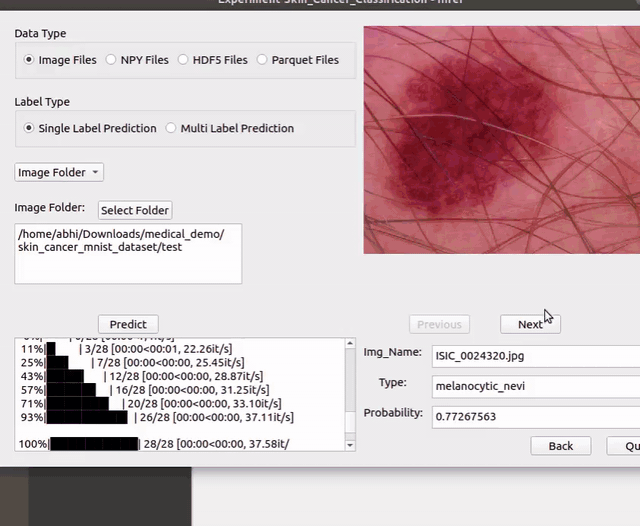 Experiment Skin_Cancer_Classification - mref
Data Type
Image Files NPY Files HDF5 Files Parquet Files
Label Type
Single Label Prediction Multi Label Prediction
Image Folder
Image Folder: Select Folder
/home/abhi/Downloads/medical_demo/
skin_cancer_mnist_dataset/test
Predict
Previous Next
11%| | 3/28 [00:00<00:01, 22.26it/s]
25%| | 7/28 [00:00<00:00, 25.45it/s]
43%| | 12/28 [00:00<00:00, 28.87it/s]
57%| | 16/28 [00:00<00:00, 31.25it/s]
71%| | 20/28 [00:00<00:00, 33.10it/s]
93%| | 26/28 [00:00<00:00, 37.11it/s]
100%| | 28/28 [00:00<00:00, 37.58it/
Img_Name: ISIC_0024320.jpg
Type: melanocytic_nevi
Probability: 0.77267563
Back Qu